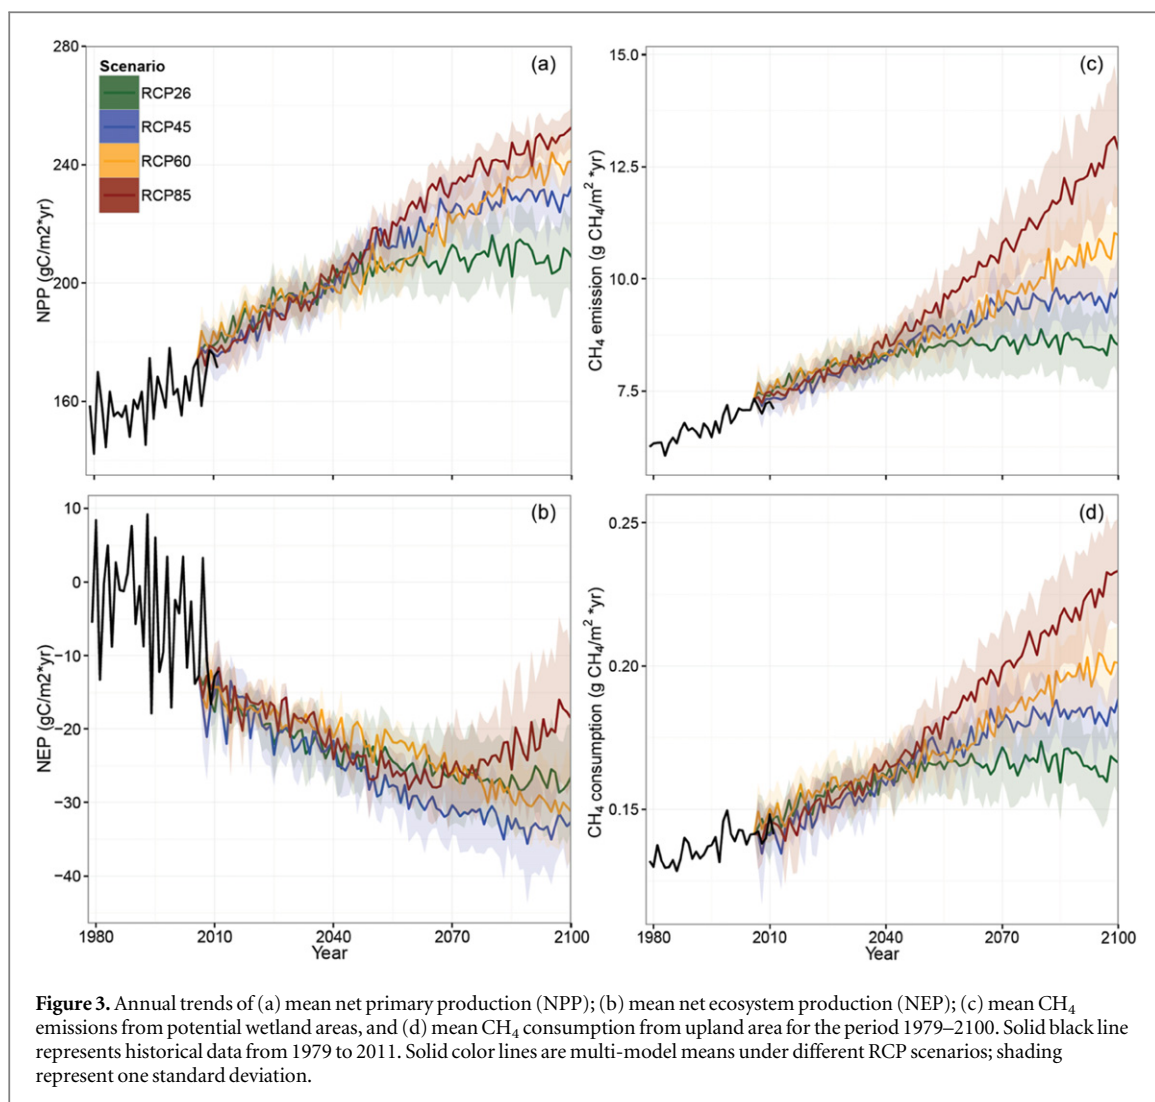 280
240
200
160
NPP (gC/m2*yr)
Scenario
RCP26
RCP45
RCP60
RCP85
(a)
15.0
12.5
10.0
7.5
CH₄ emission (g CH₄/m² *yr)
(c)
10
0
−10
−20
−30
−40
NEP (gC/m2*yr)
(b)
1980 2010 2040 2070 2100
Year
0.25
0.20
0.15
CH₄ consumption (g CH₄/m² *yr)
(d)
1980 2010 2040 2070 2100
Year
Figure 3. Annual trends of (a) mean net primary production (NPP); (b) mean net ecosystem production (NEP); (c) mean CH₄
emissions from potential wetland areas, and (d) mean CH₄ consumption from upland area for the period 1979–2100. Solid black line
represents historical data from 1979 to 2011. Solid color lines are multi-model means under different RCP scenarios; shading
represent one standard deviation.